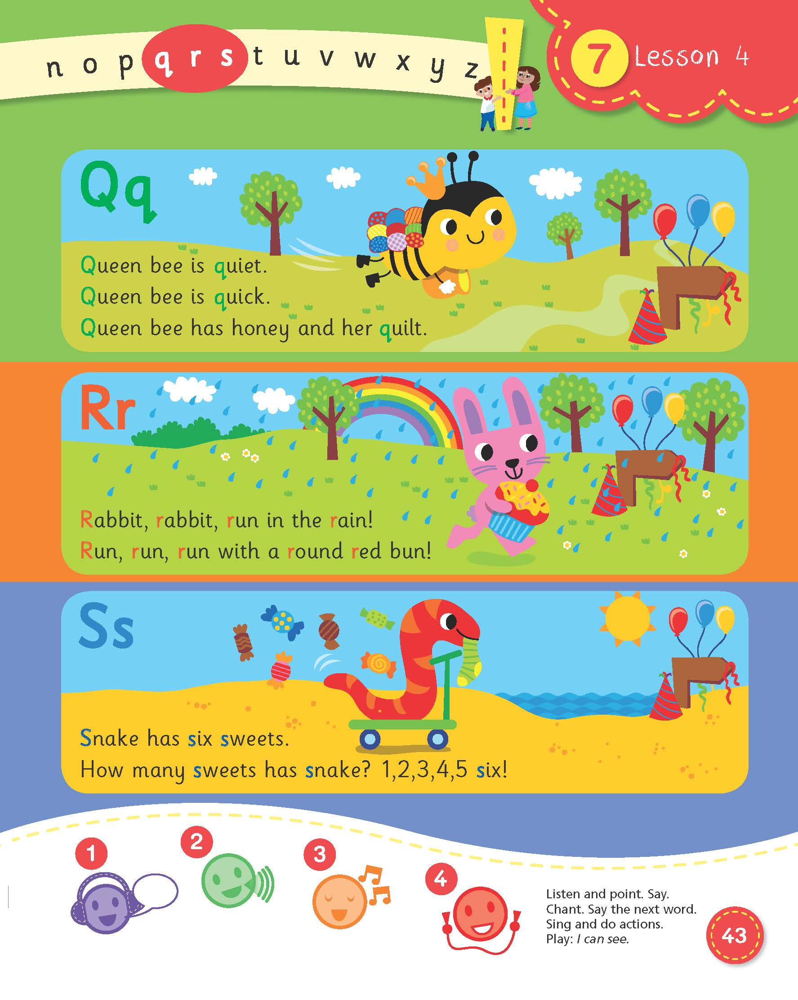 n o p q r s t u v w x y z
7 Lesson 4
Qq
Queen bee is quiet.
Queen bee is quick.
Queen bee has honey and her quilt.
Rr
Rabbit, rabbit, run in the rain!
Run, run, run with a round red bun!
Ss
Snake has six sweets.
How many sweets has snake? 1,2,3,4,5 six!
1
2
3
4
Listen and point. Say.
Chant. Say the next word.
Sing and do actions.
Play: I can see.
43